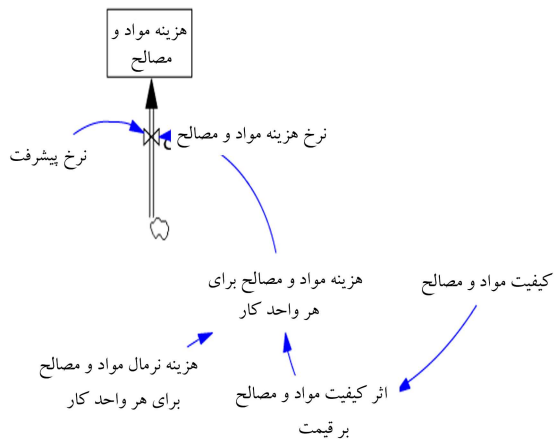 هزینه مواد و
مصالح
نرخ هزینه مواد و مصالح
نرخ پیشرفت
هزینه مواد و مصالح برای
هر واحد کار
کیفیت مواد و مصالح
هزینه نرمال مواد و مصالح
برای هر واحد کار
اثر کیفیت مواد و مصالح
بر قیمت